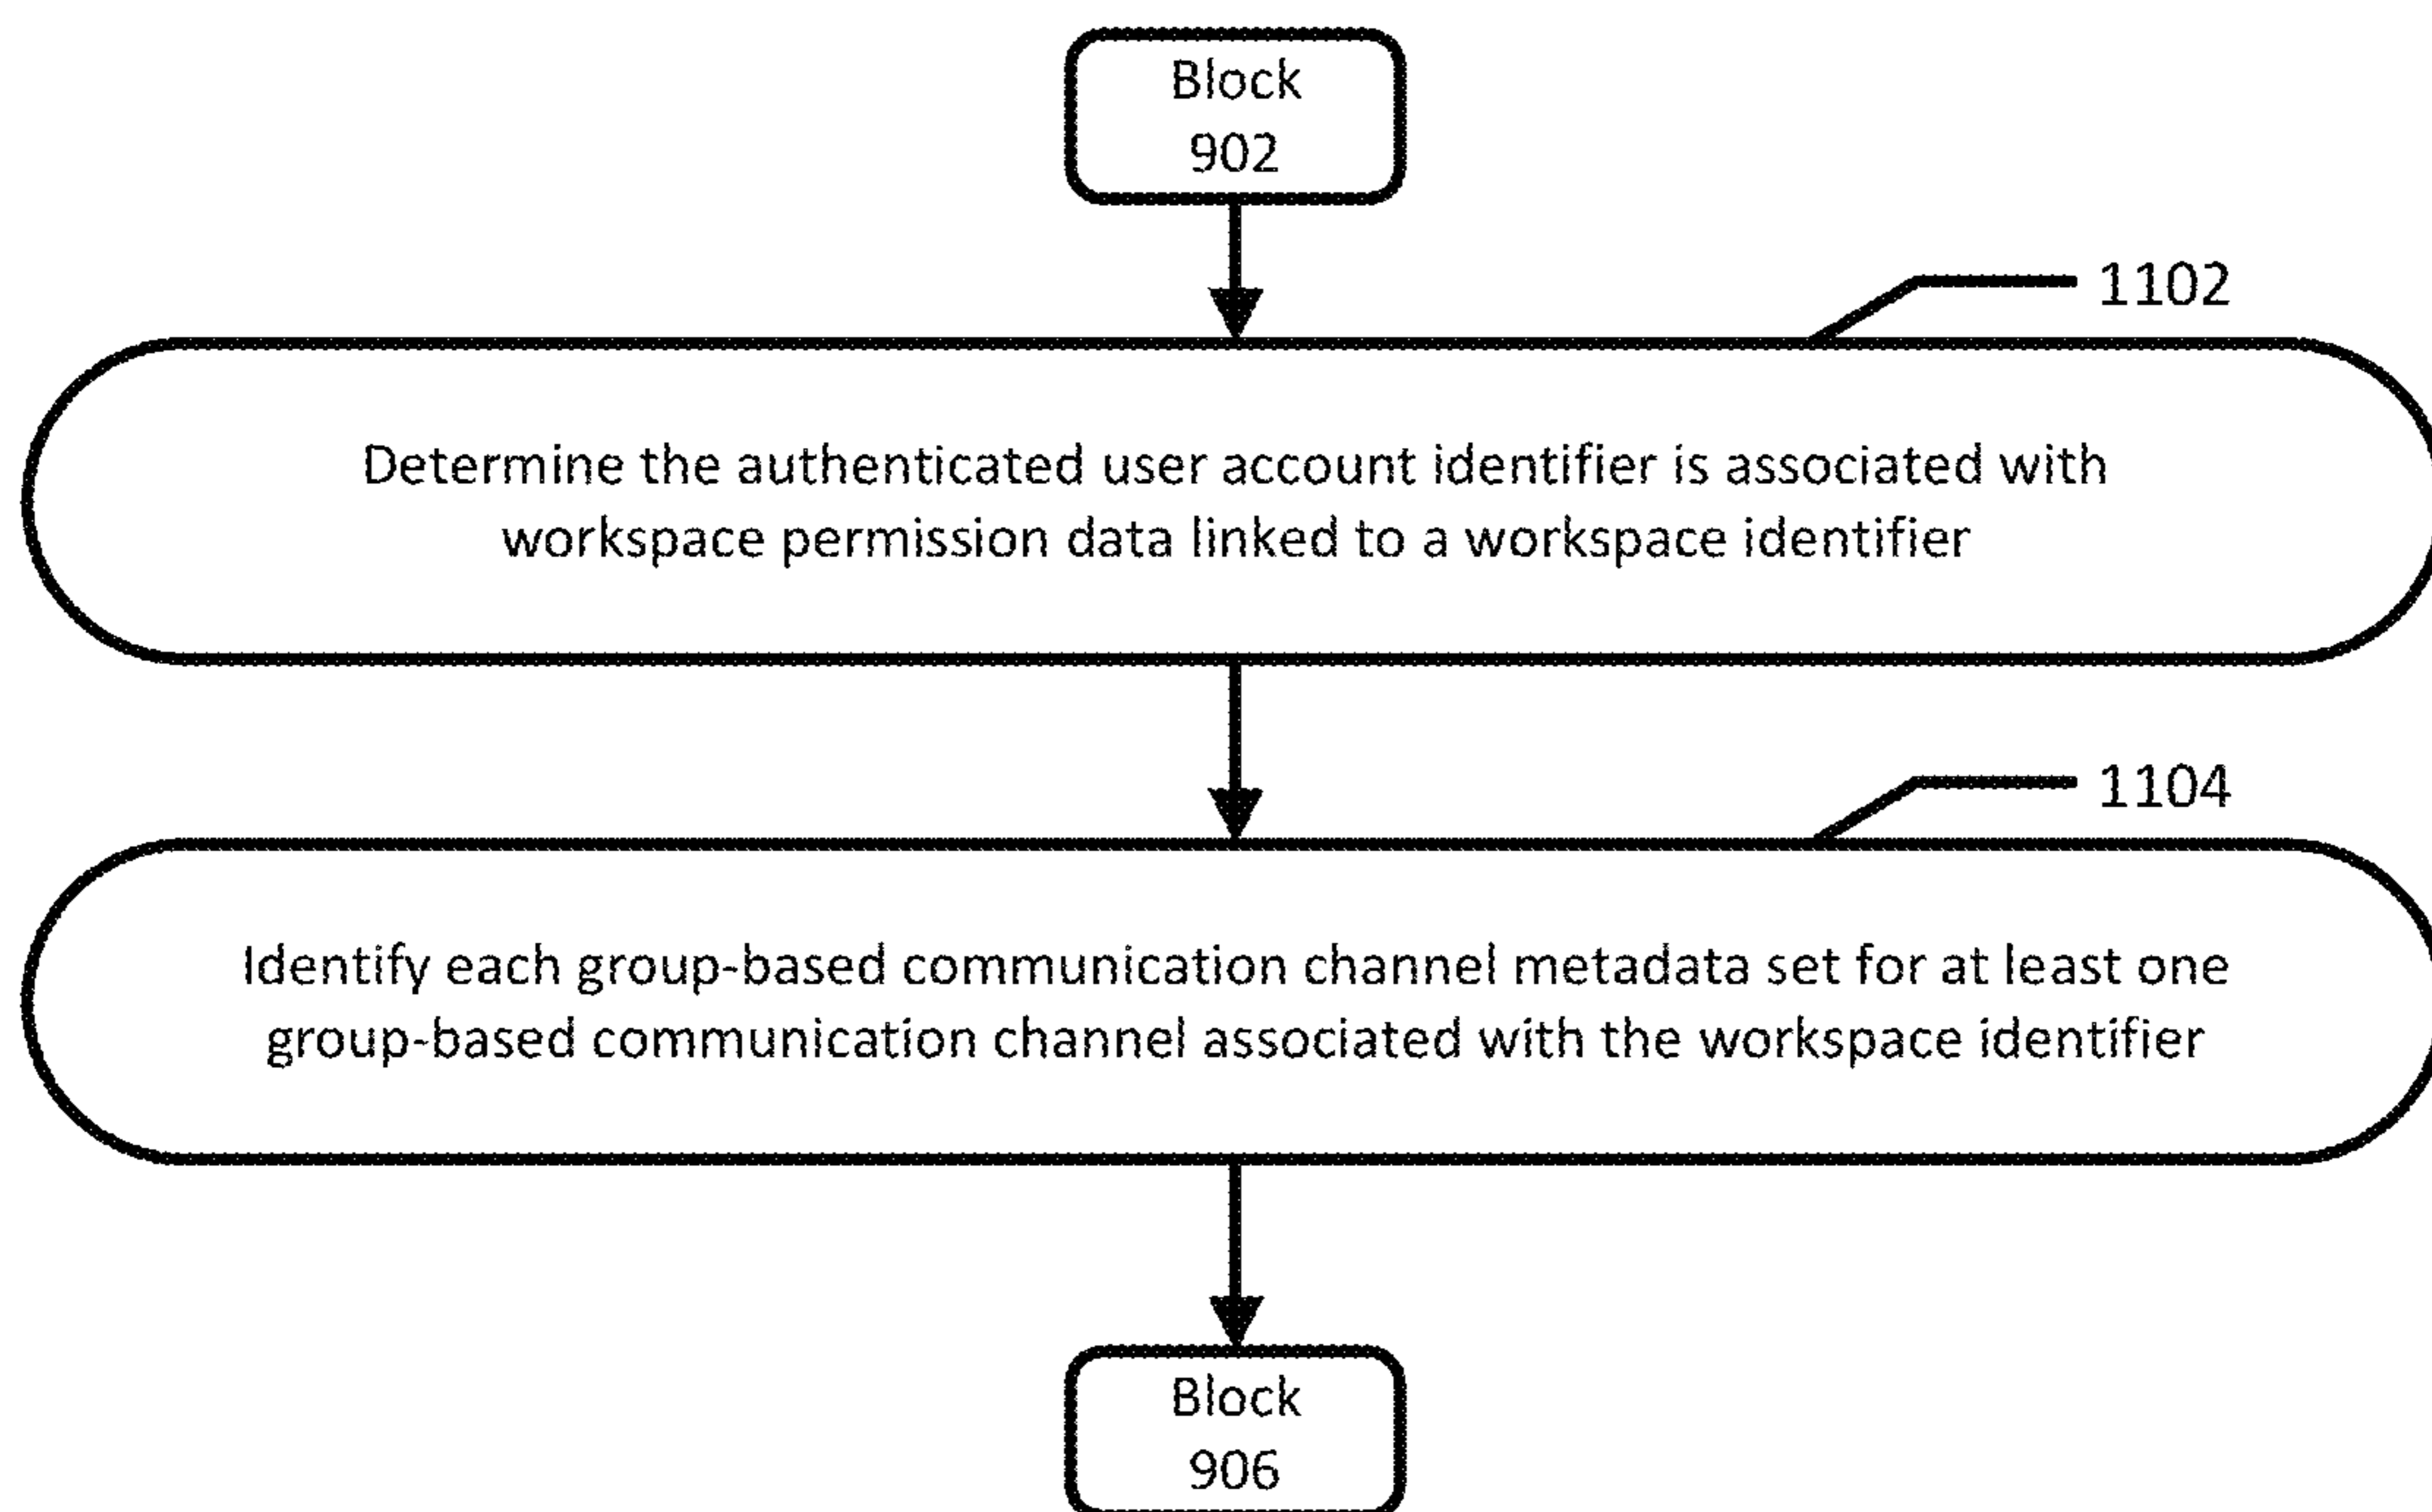 Block
902
1102
Determine the authenticated user account identifier is associated with
workspace permission data linked to a workspace identifier
1104
Identify each group-based communication channel metadata set for at least one
group-based communication channel associated with the workspace identifier
Block
906